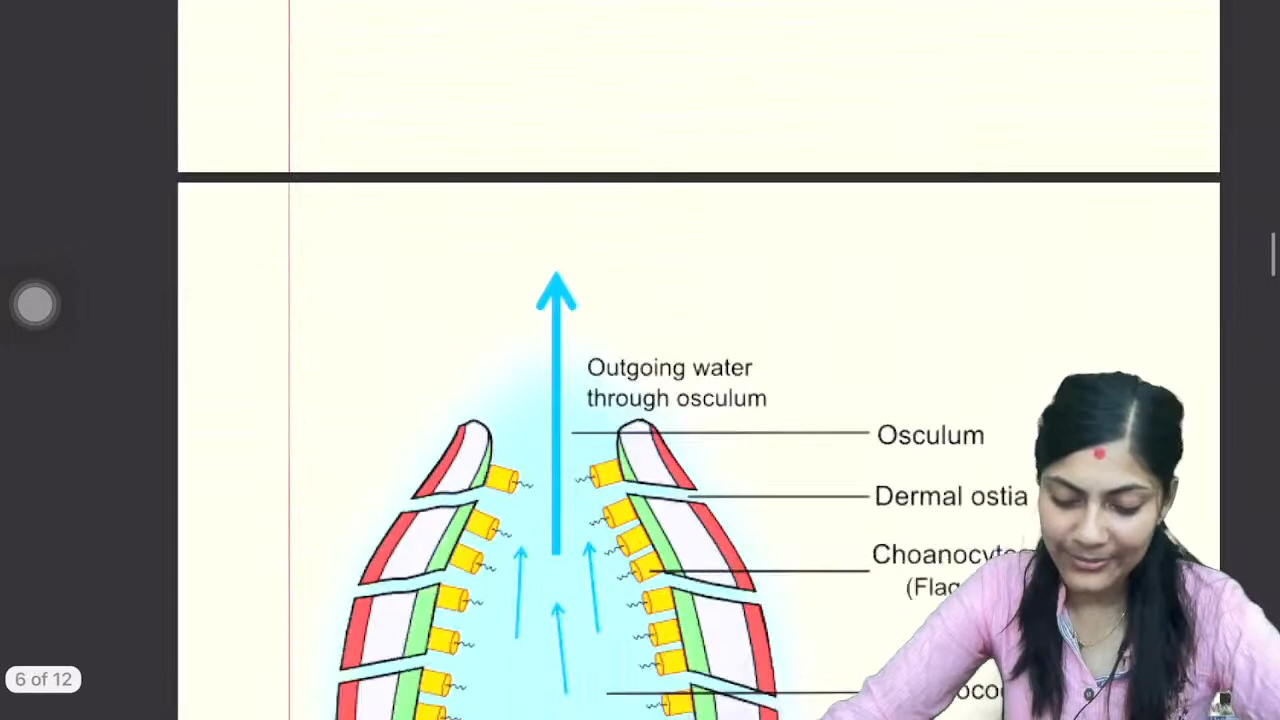 Outgoing water
through osculum
Osculum
Dermal ostia
6 of 12